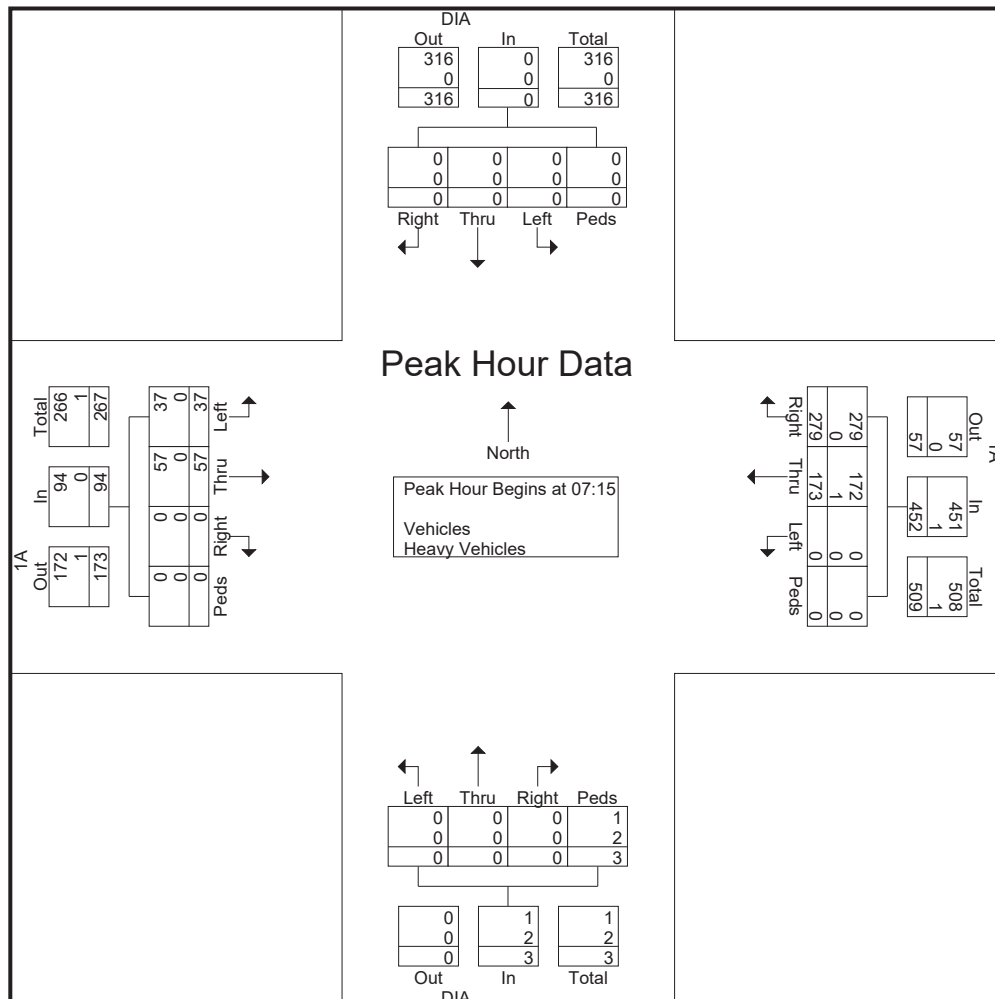 DIA
Out In Total
316 0 316
0 0 0
316 0 316
0 0 0 0
0 0 0 0
0 0 0 0
Right Thru Left Peds
Peak Hour Data
North
Peak Hour Begins at 07:15
Vehicles
Heavy Vehicles
1A
Out In Total
172 94 266
1 0 1
173 94 267
Left Thru Right Peds
37 57 0 0
0 0 0 0
37 57 0 0
Out In Total
57 451 508
0 1 1
57 452 509
279 172 0 0
0 1 0 0
279 173 0 0
Right Thru Left Peds
Left Thru Right Peds
0 0 0 1
0 0 0 2
0 0 0 3
0 1 1
0 2 2
0 3 3
Out In Total
DIA